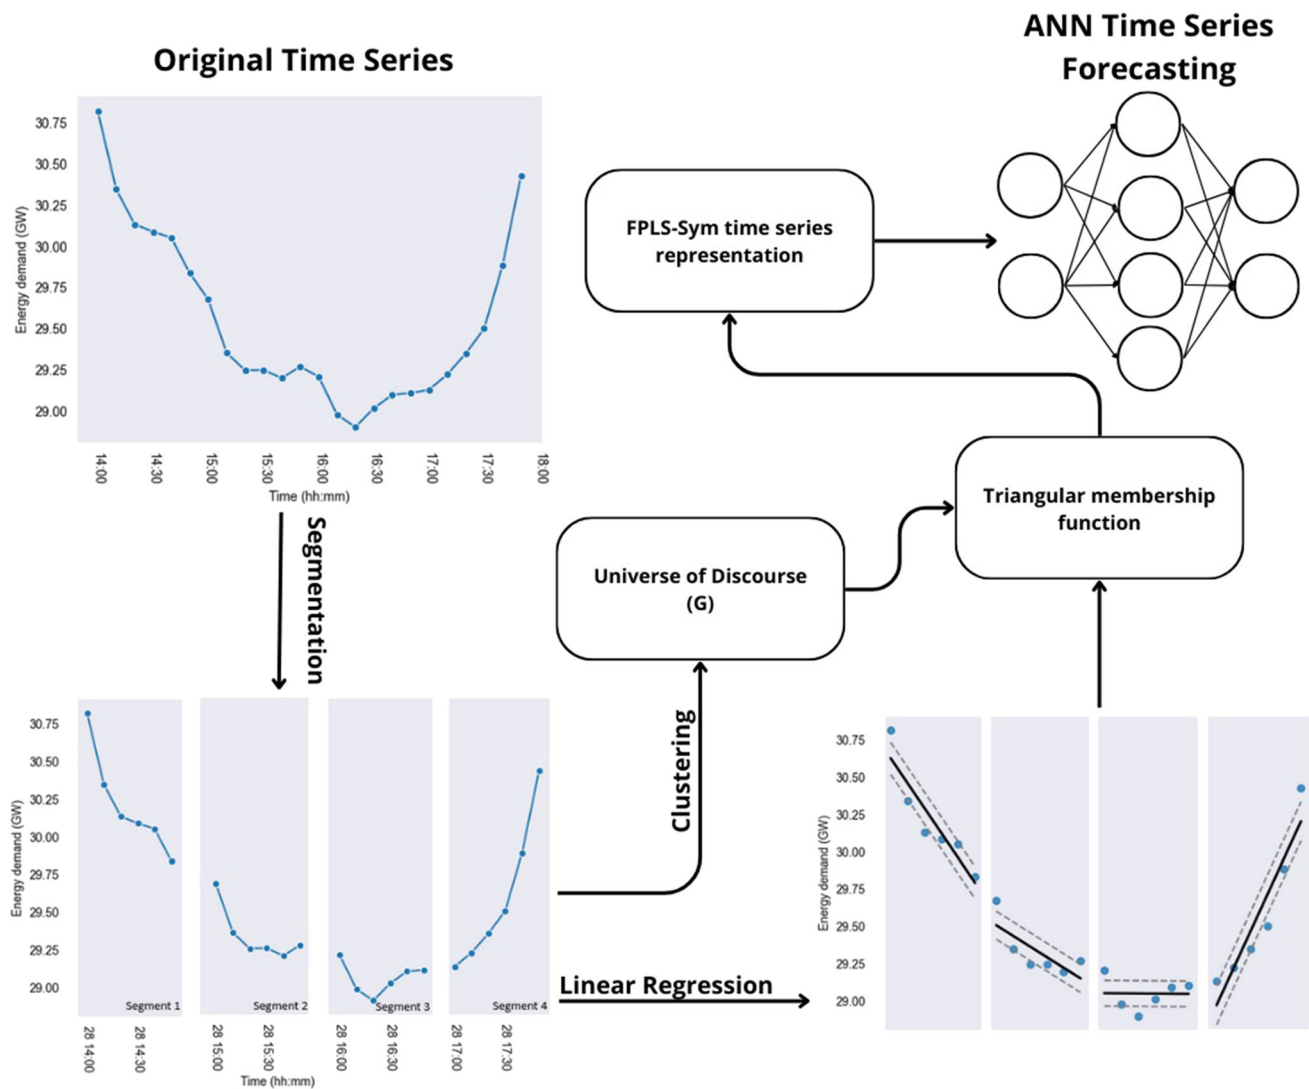 Original Time Series
Energy demand (GW)
30.75
30.50
30.25
30.00
29.75
29.50
29.25
29.00
14:00
14:30
15:00
15:30
16:00
16:30
17:00
17:30
18:00
Time (hh:mm)
ANN Time Series
Forecasting
FPLS-Sym time series
representation
Triangular membership
function
Universe of Discourse
(G)
Segmentation
Clustering
Linear Regression
Energy demand (GW)
30.75
30.50
30.25
30.00
29.75
29.50
29.25
29.00
Segment 1
Segment 2
Segment 3
Segment 4
28 14:00
28 14:30
28 15:00
28 15:30
28 16:00
28 16:30
28 17:00
28 17:30
Time (hh:mm)
Energy demand (GW)
30.75
30.50
30.25
30.00
29.75
29.50
29.25
29.00